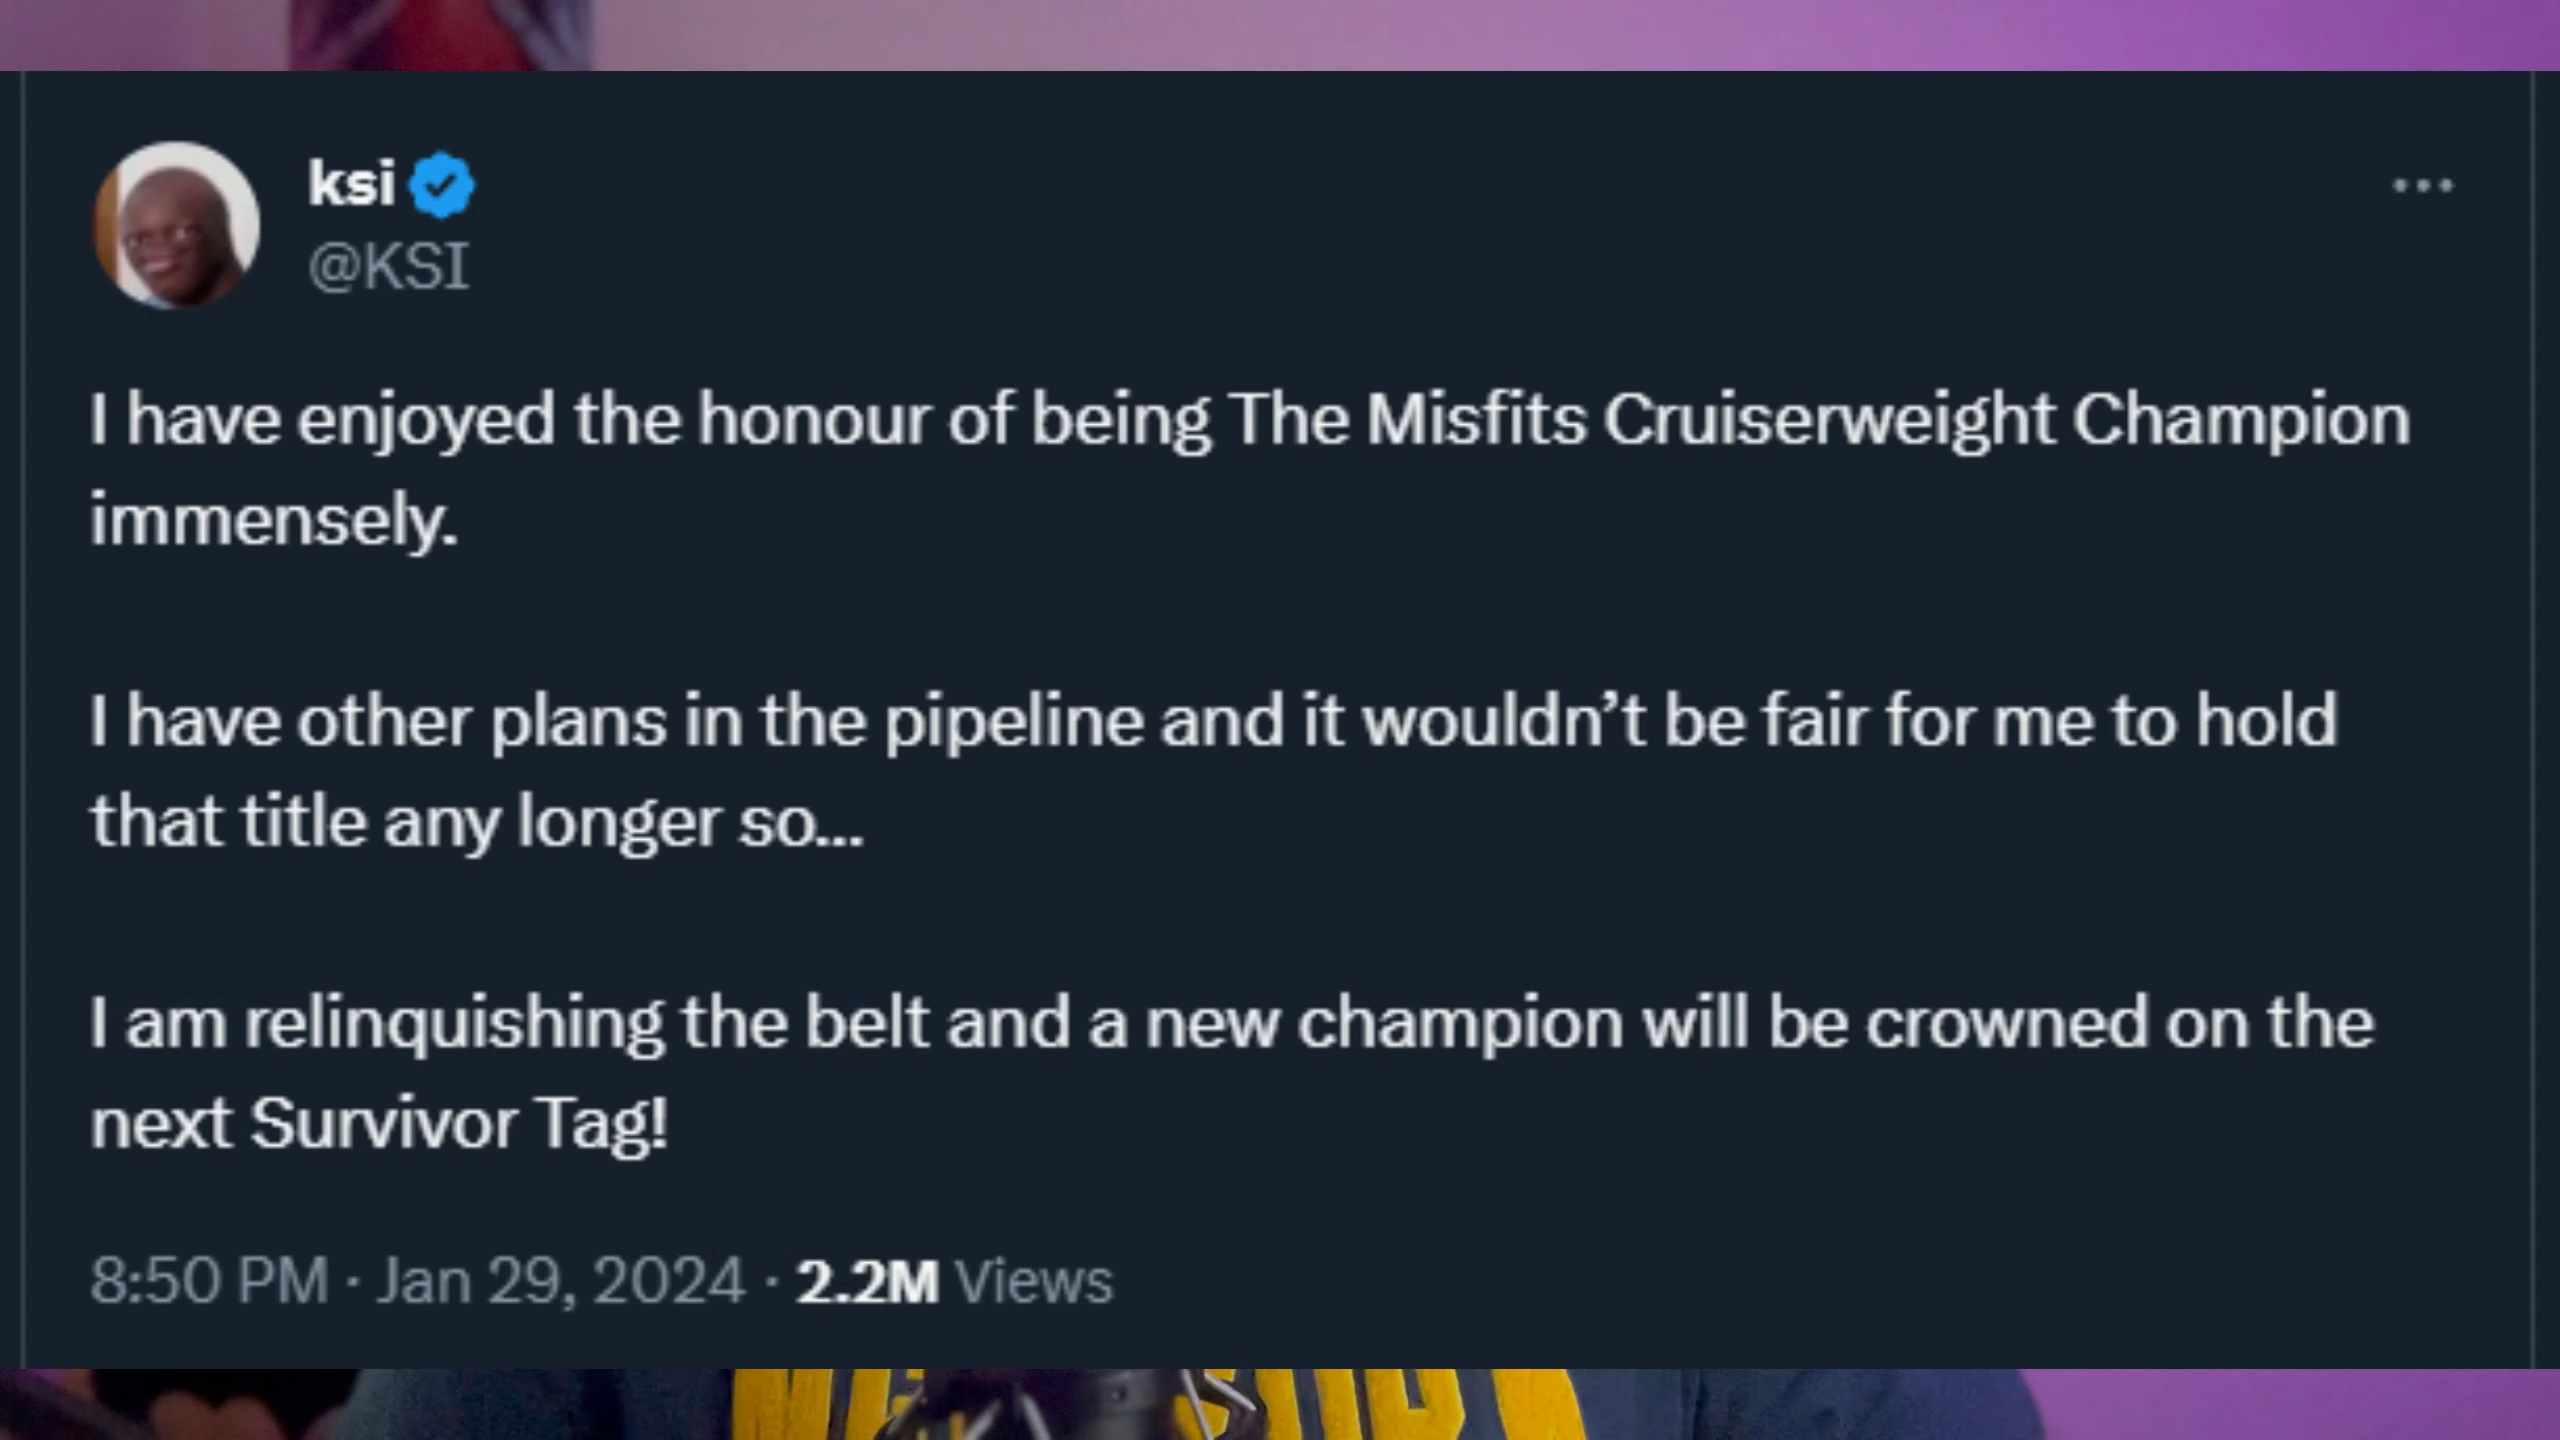 ksi
@KSI
I have enjoyed the honour of being The Misfits Cruiserweight Champion
immensely.
I have other plans in the pipeline and it wouldn’t be fair for me to hold
that title any longer so...
I am relinquishing the belt and a new champion will be crowned on the
next Survivor Tag!
8:50 PM · Jan 29, 2024 · 2.2M Views